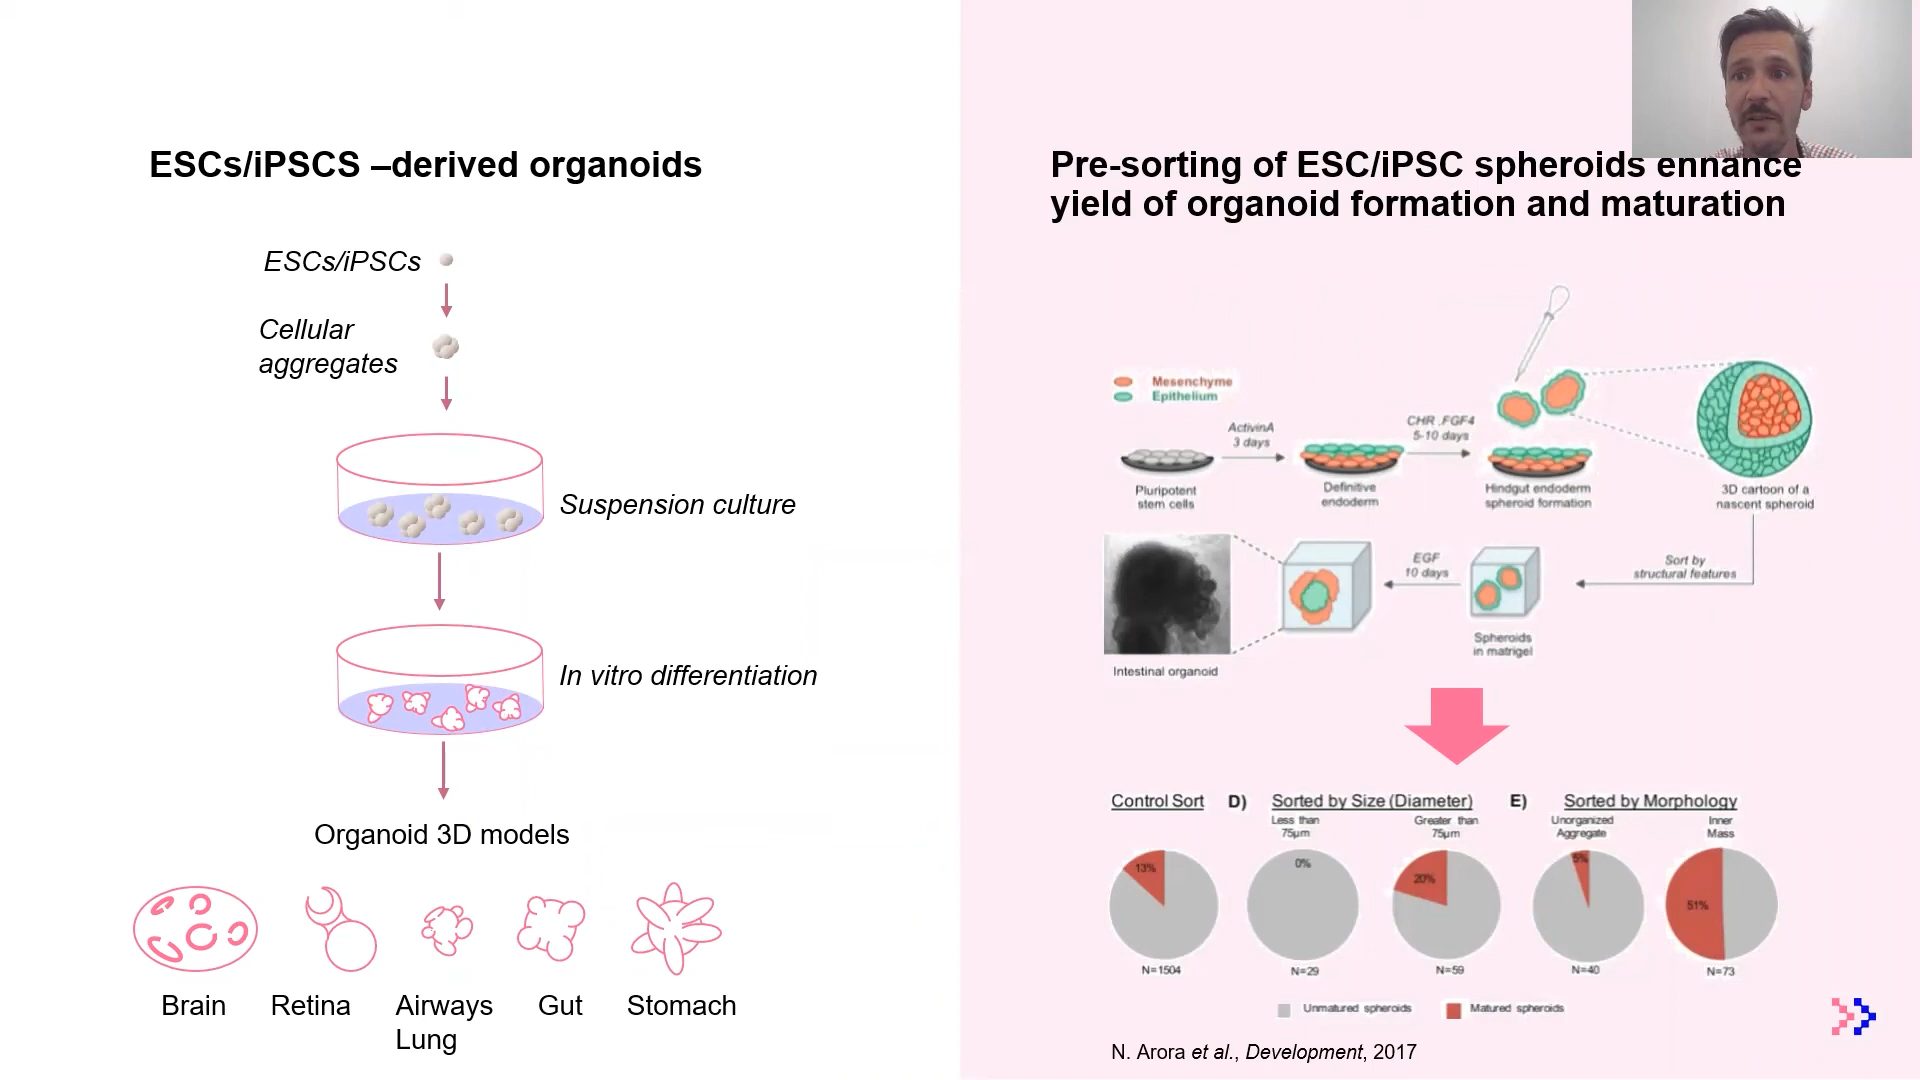 ESCs/iPSCS –derived organoids
ESCs/iPSCs
Cellular
aggregates
Suspension culture
In vitro differentiation
Organoid 3D models
Brain
Retina
Airways
Lung
Gut
Stomach
Pre-sorting of ESC/iPSC spheroids enhance
yield of organoid formation and maturation
Mesenchyme
Epithelium
ActivinA
3 days
CHR ,FGF4
5-10 days
Pluripotent
stem cells
Definitive
endoderm
Hindgut endoderm
spheroid formation
3D cartoon of a
nascent spheroid
Sort by
structural features
EGF
10 days
Spheroids
in matrigel
Intestinal organoid
Control Sort
D)
Sorted by Size (Diameter)
Less than
75µm
Greater than
75µm
E)
Sorted by Morphology
Unorganized
Aggregate
Inner
Mass
13%
0%
20%
5%
51%
N=1504
N=29
N=59
N=40
N=73
Unmatured spheroids
Matured spheroids
N. Arora et al., Development, 2017